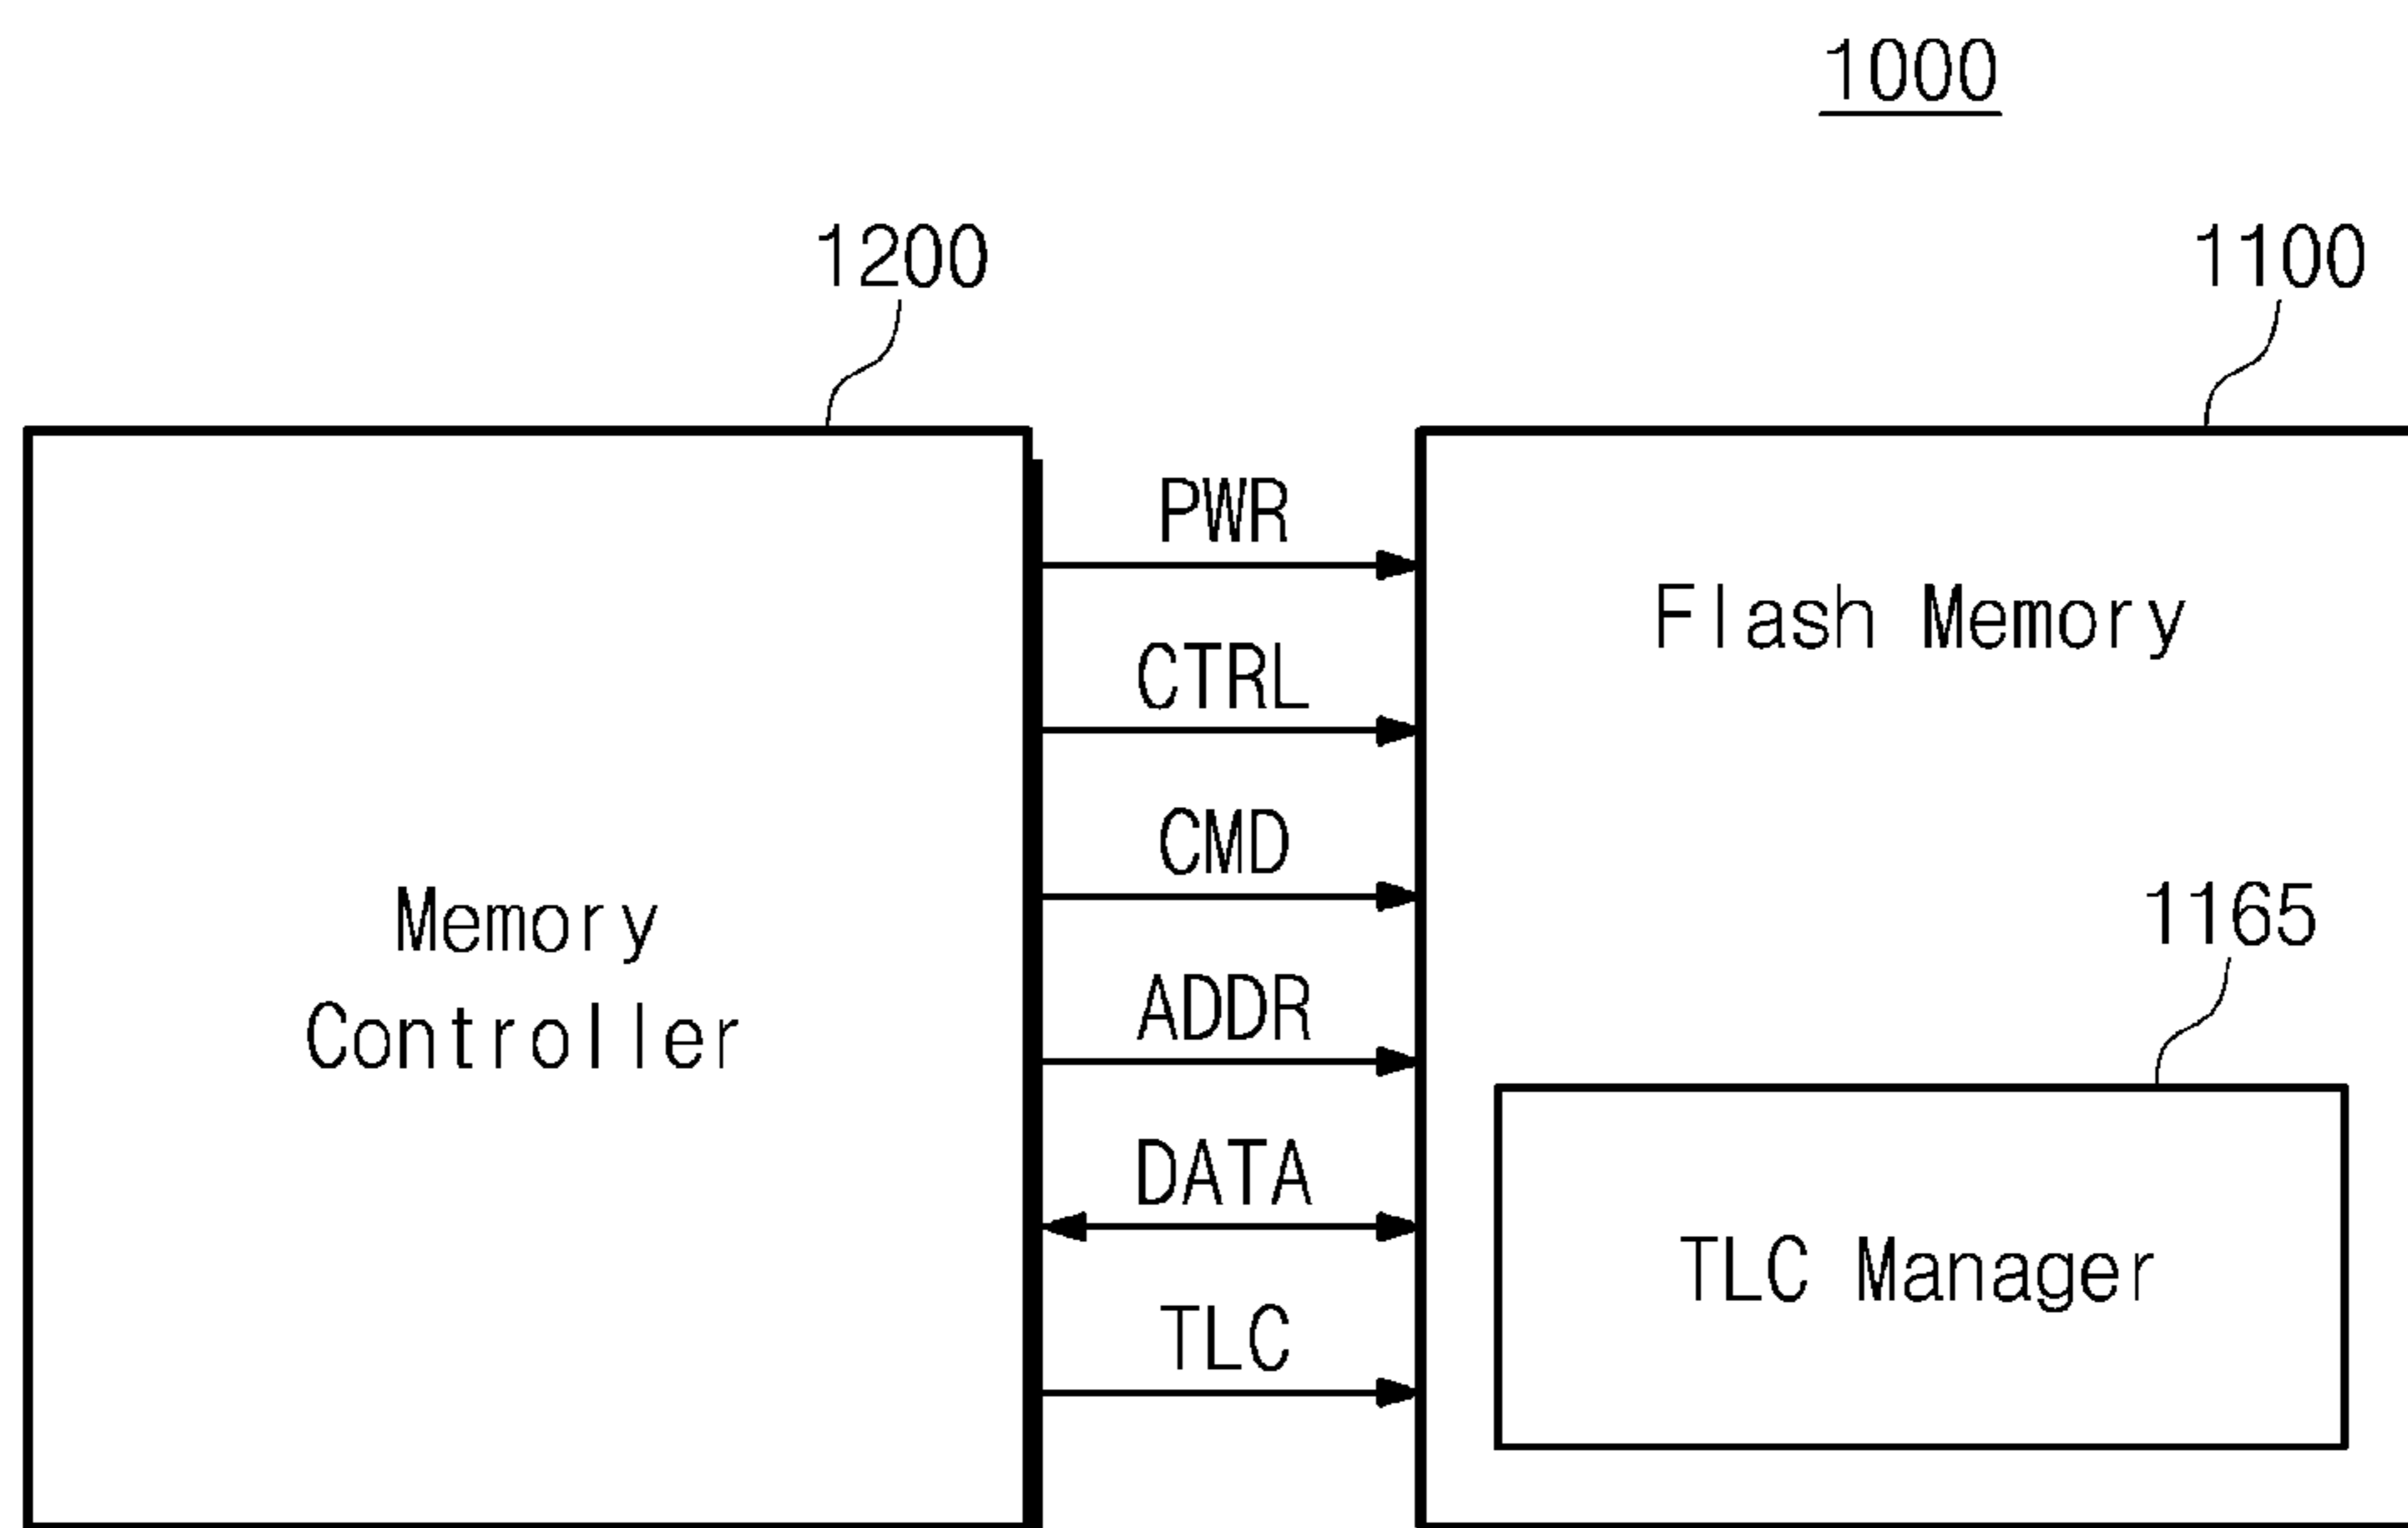 1000
1200
1100
PWR
Flash Memory
CTRL
CMD
1165
Memory
Controller
ADDR
DATA
TLC Manager
TLC